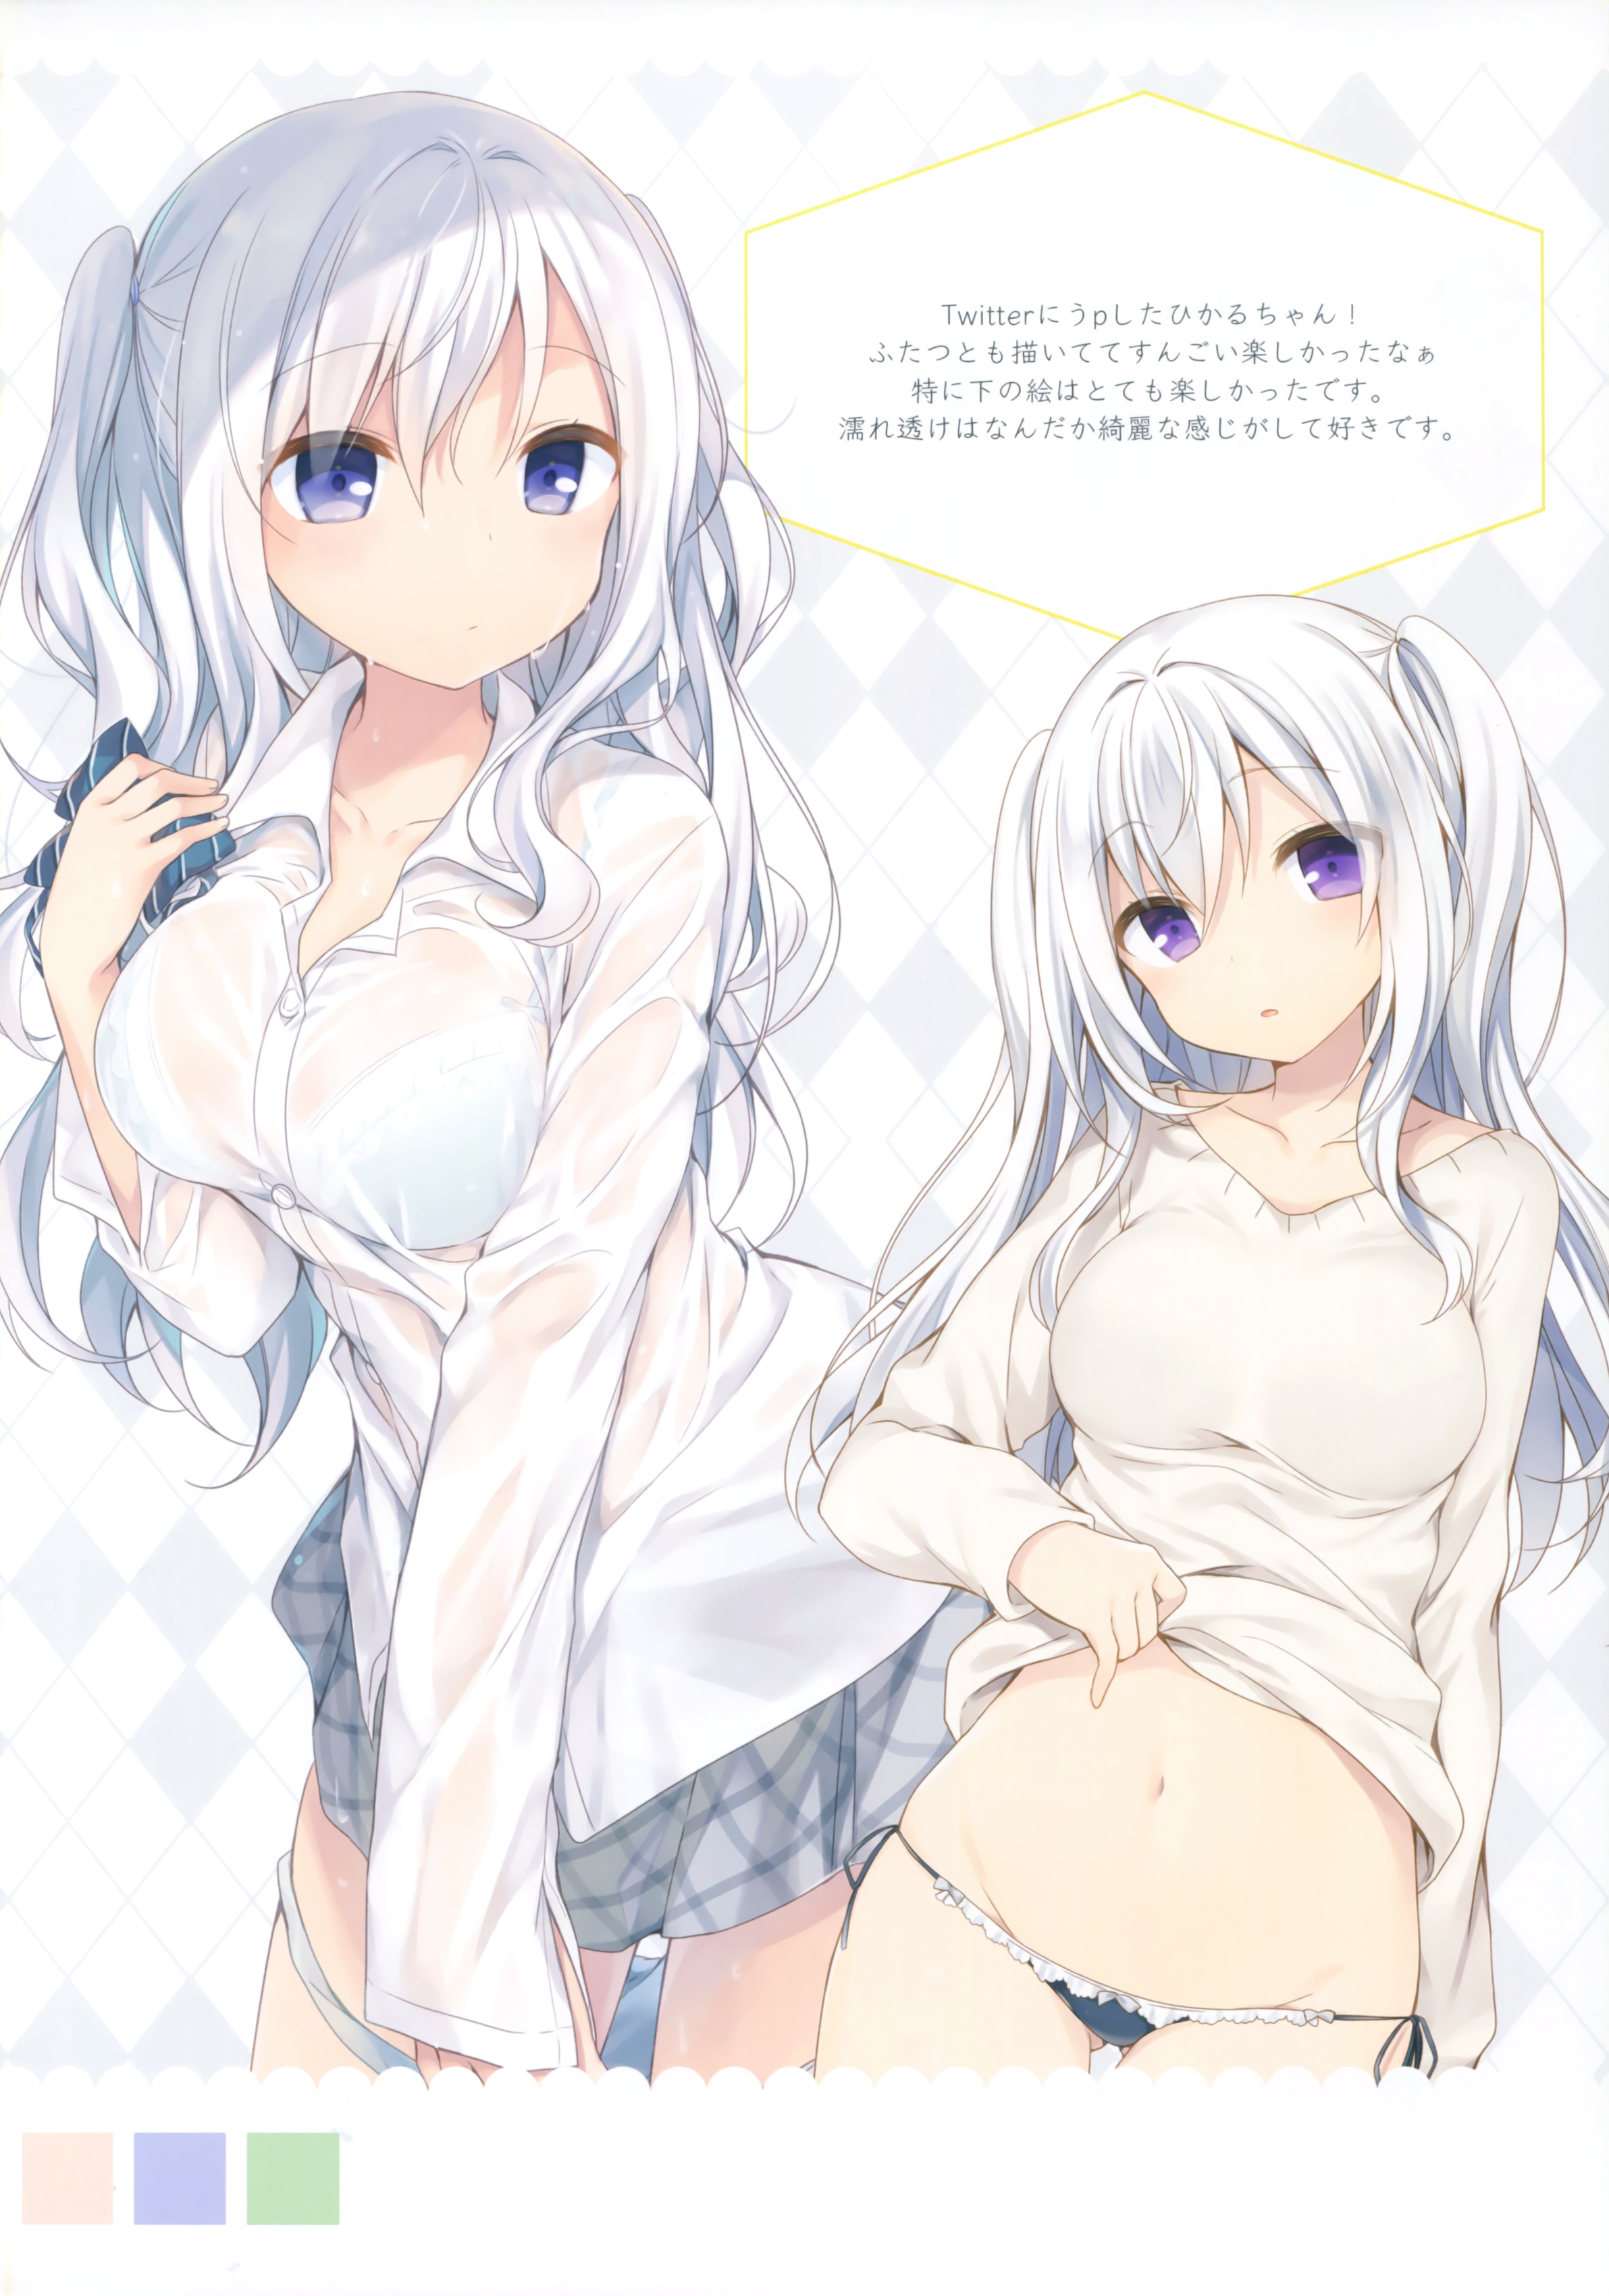 Twitterにうpしたひかるちゃん！
ふたつとも描いててすんごい楽しかったなぁ
特に下の絵はとても楽しかったです。
濡れ透けはなんだか綺麗な感じがして好きです。